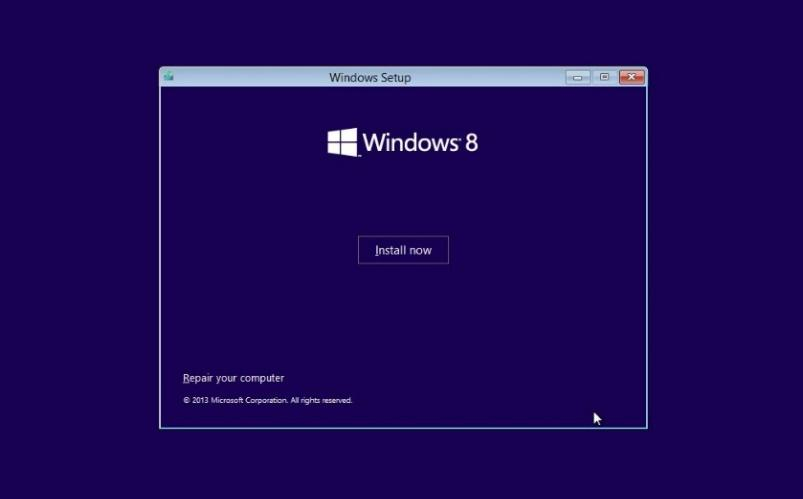 Windows Setup
Windows 8
Install now
Repair your computer
© 2013 Microsoft Corporation. All rights reserved.